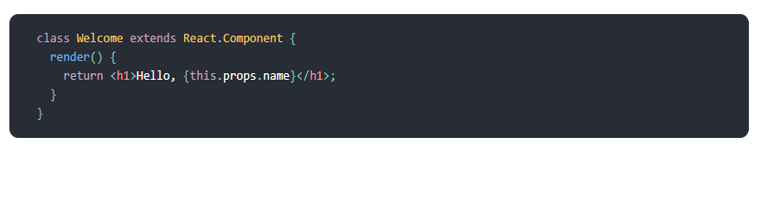 class Welcome extends React.Component {
  render() {
    return <h1>Hello, {this.props.name}</h1>;
  }
}